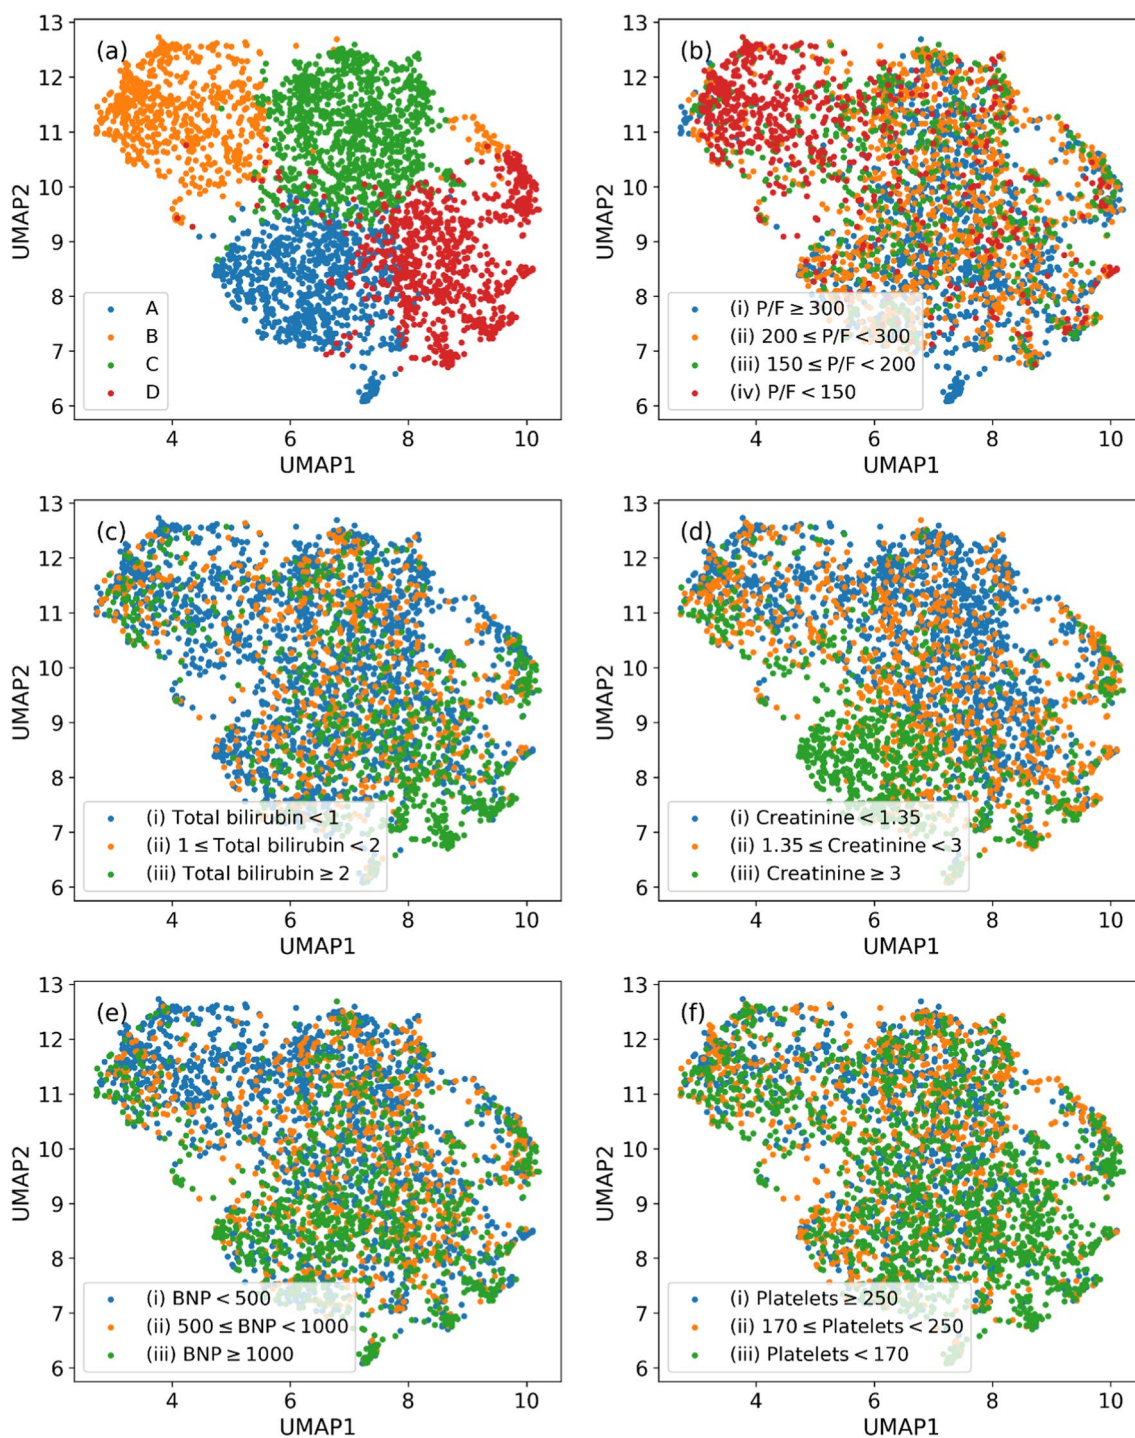 13
12
11
10
9
8
7
6
UMAP2
(a)
A
B
C
D
4
6
8
10
UMAP1
13
12
11
10
9
8
7
6
UMAP2
(b)
(i) P/F ≥ 300
(ii) 200 ≤ P/F < 300
(iii) 150 ≤ P/F < 200
(iv) P/F < 150
4
6
8
10
UMAP1
13
12
11
10
9
8
7
6
UMAP2
(c)
(i) Total bilirubin < 1
(ii) 1 ≤ Total bilirubin < 2
(iii) Total bilirubin ≥ 2
4
6
8
10
UMAP1
13
12
11
10
9
8
7
6
UMAP2
(d)
(i) Creatinine < 1.35
(ii) 1.35 ≤ Creatinine < 3
(iii) Creatinine ≥ 3
4
6
8
10
UMAP1
13
12
11
10
9
8
7
6
UMAP2
(e)
(i) BNP < 500
(ii) 500 ≤ BNP < 1000
(iii) BNP ≥ 1000
4
6
8
10
UMAP1
13
12
11
10
9
8
7
6
UMAP2
(f)
(i) Platelets ≥ 250
(ii) 170 ≤ Platelets < 250
(iii) Platelets < 170
4
6
8
10
UMAP1